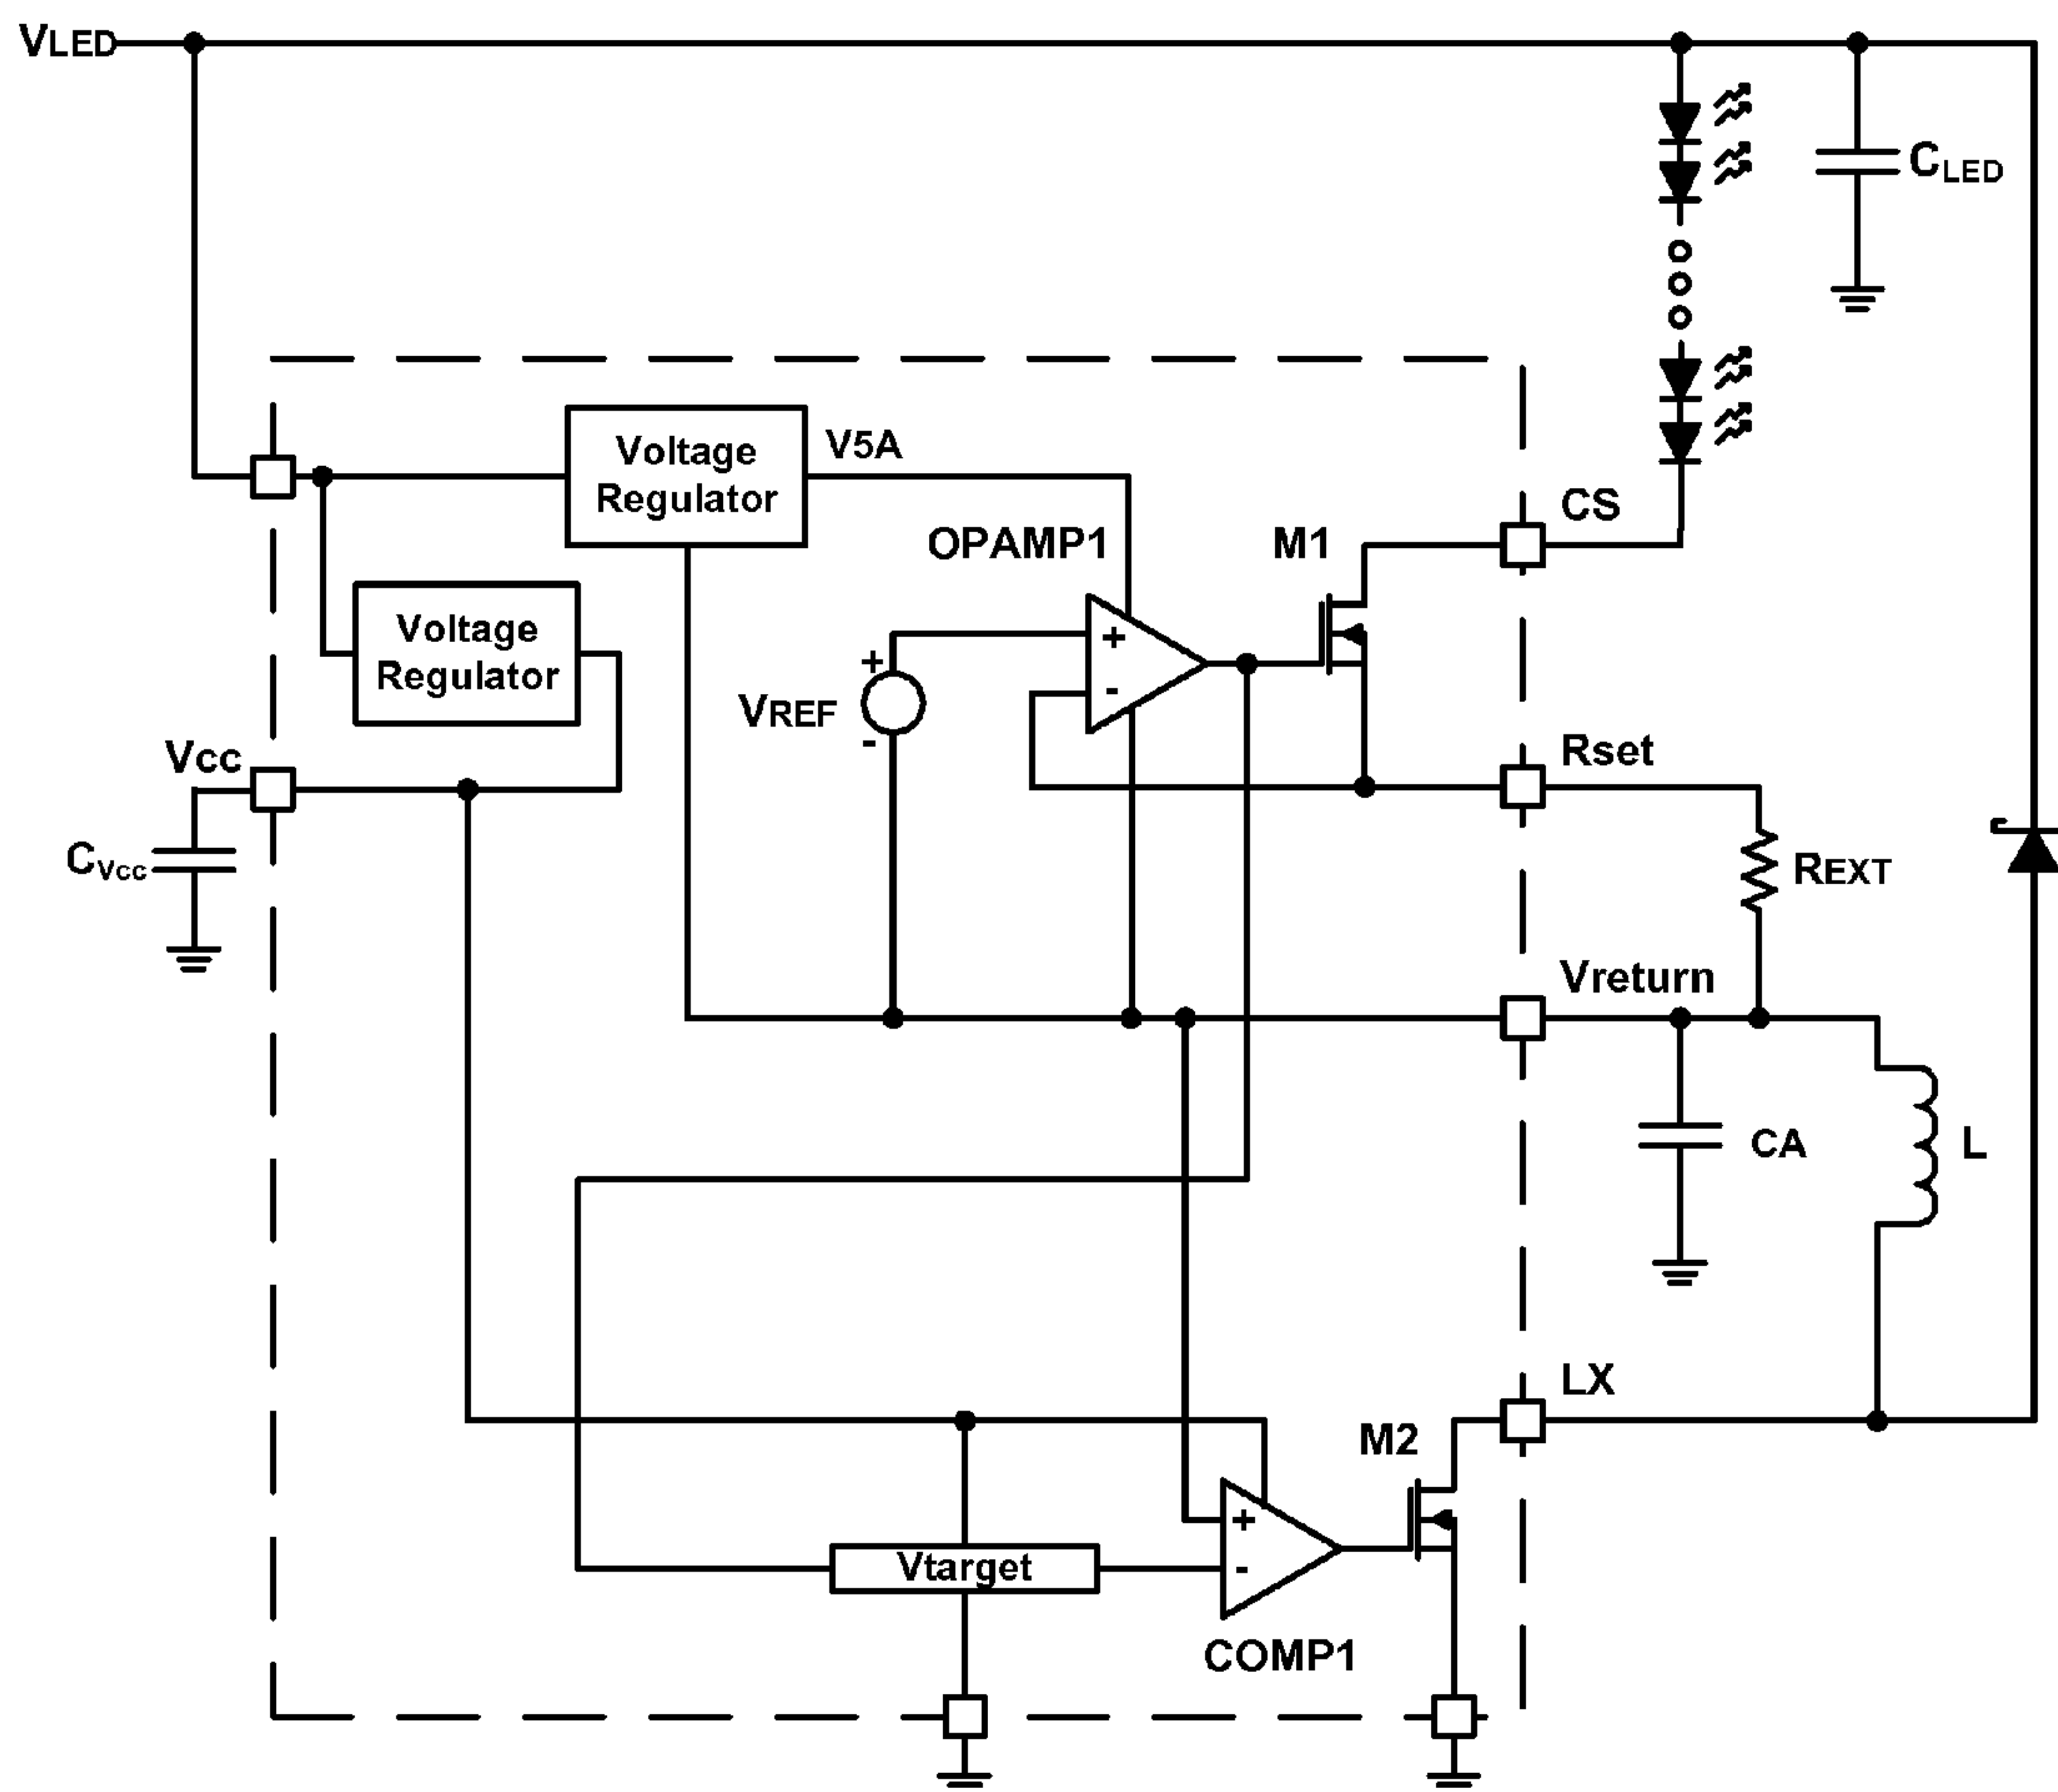 VLED
CLED
Voltage
Regulator
V5A
CS
OPAMP1
M1
Voltage
Regulator
+
-
+
VREF
-
Vcc
Rset
CVcc
REXT
Vreturn
CA
L
LX
M2
+
Vtarget
-
COMP1